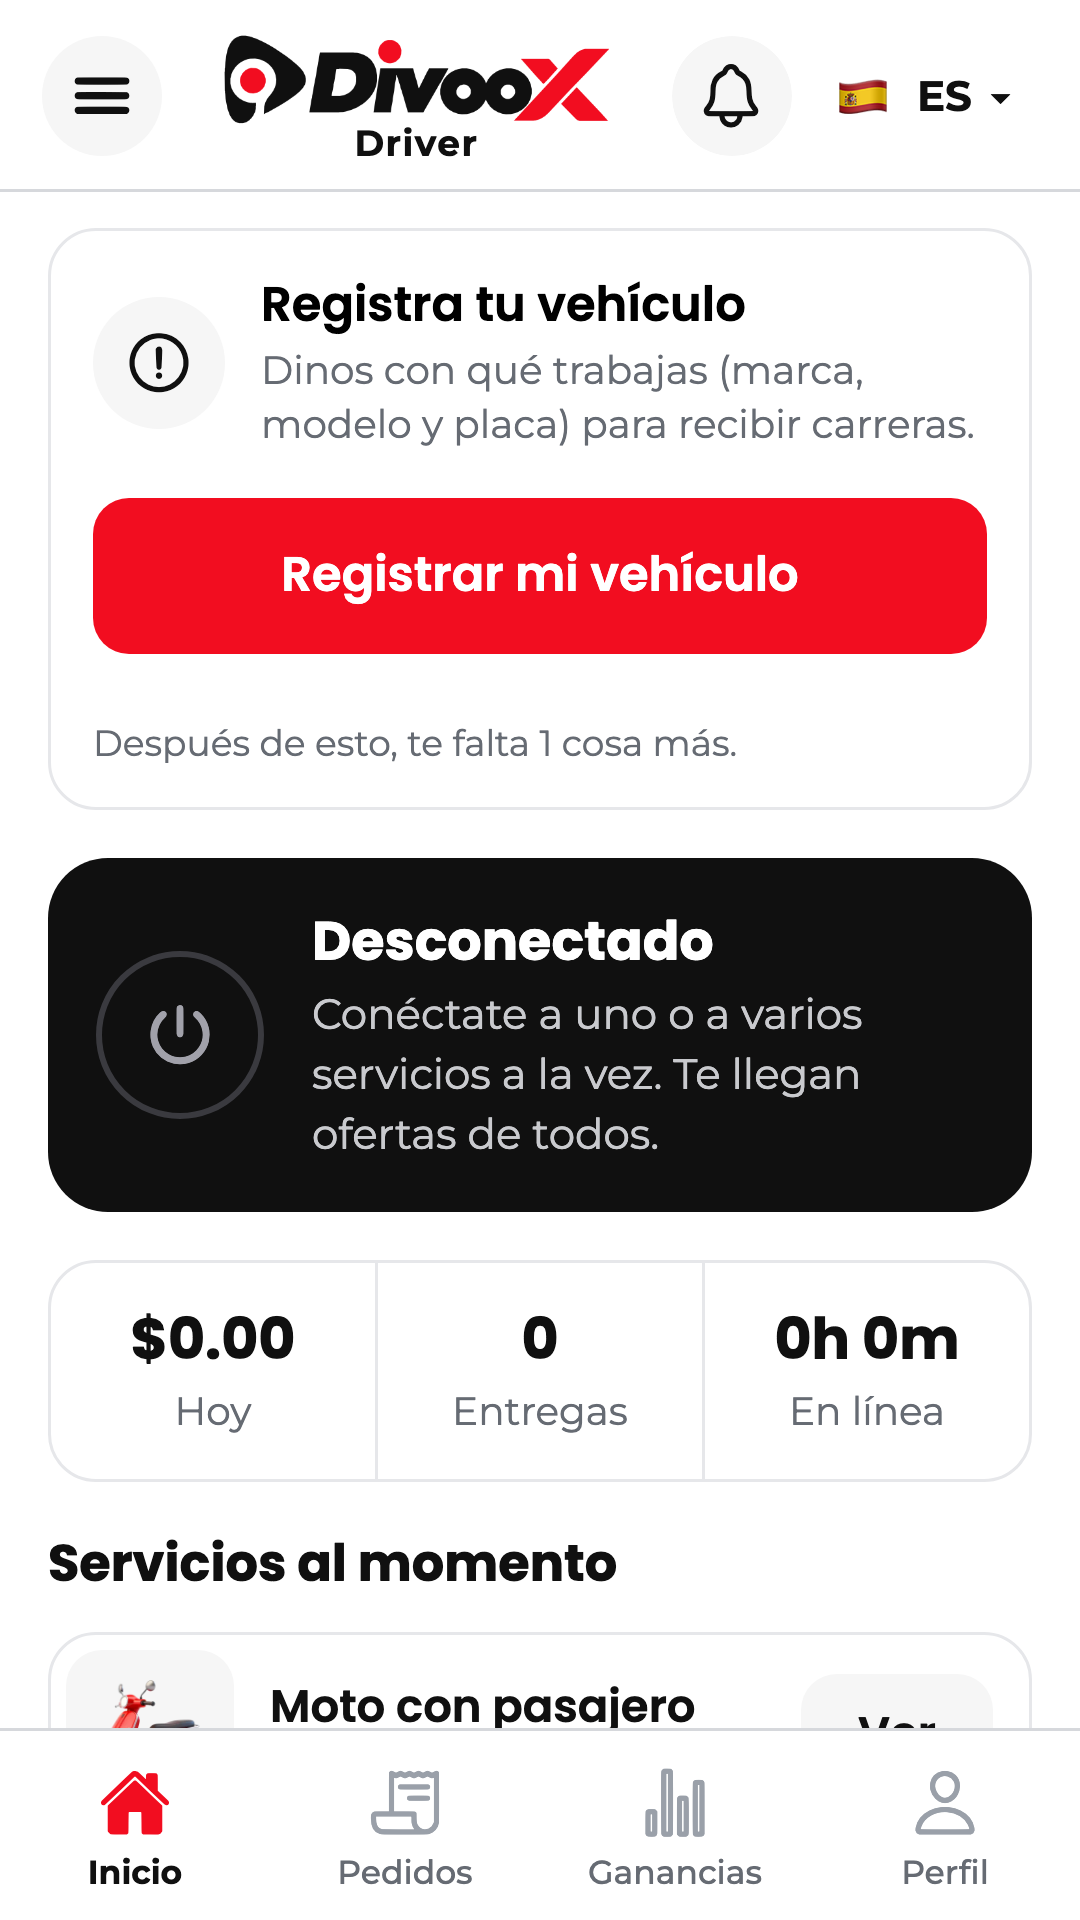 DivooX
Driver
ES
Registra tu vehículo
Dinos con qué trabajas (marca,
modelo y placa) para recibir carreras.
Registrar mi vehículo
Después de esto, te falta 1 cosa más.
Desconectado
Conéctate a uno o a varios
servicios a la vez. Te llegan
ofertas de todos.
$0.00
Hoy
0
Entregas
0h 0m
En línea
Servicios al momento
Moto con pasajero
Ver
Inicio
Pedidos
Ganancias
Perfil